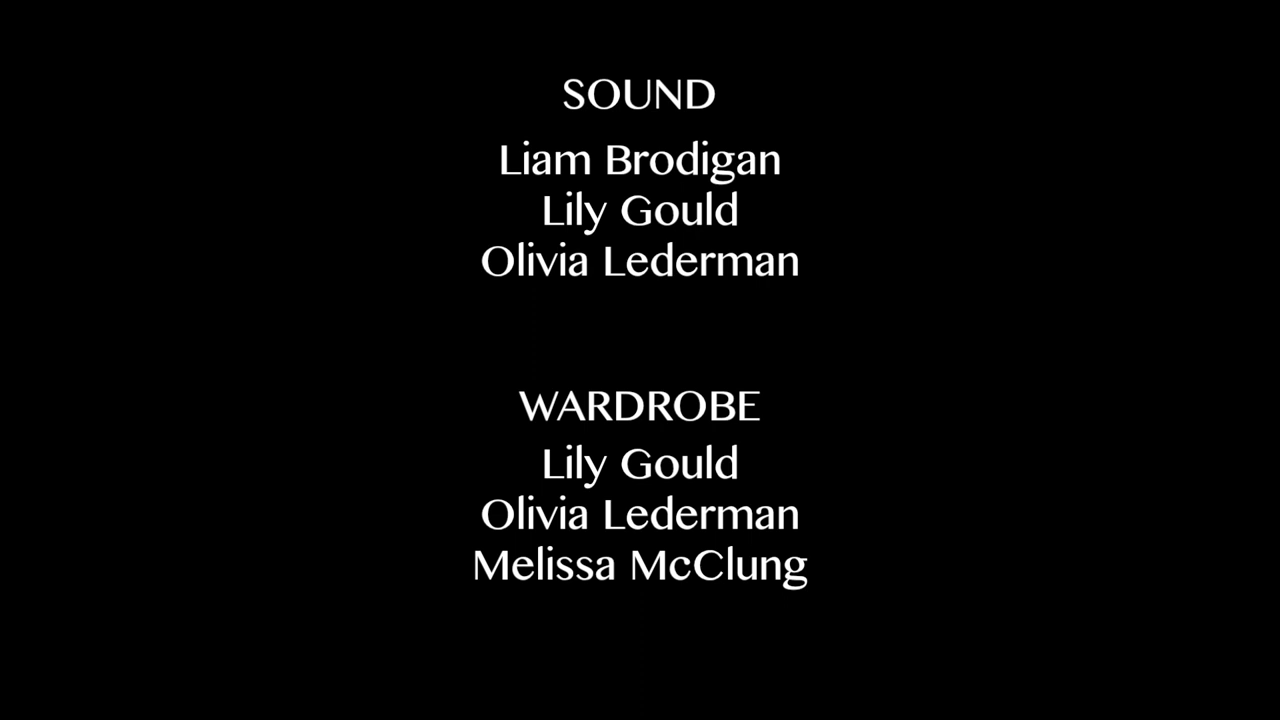 SOUND
Liam Brodigan
Lily Gould
Olivia Lederman
WARDROBE
Lily Gould
Olivia Lederman
Melissa McClung